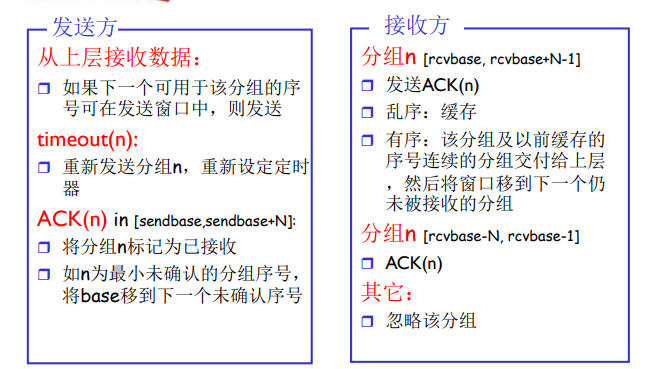 发送方
从上层接收数据：
❒ 如果下一个可用于该分组的序
号可在发送窗口中，则发送
timeout(n):
❒ 重新发送分组n，重新设定定时
器
ACK(n) in [sendbase,sendbase+N]:
❒ 将分组n标记为已接收
❒ 如n为最小未确认的分组序号，
将base移到下一个未确认序号
接收方
分组n [rcvbase, rcvbase+N-1]
❒ 发送ACK(n)
❒ 乱序：缓存
❒ 有序：该分组及以前缓存的
序号连续的分组交付给上层
，然后将窗口移到下一个仍
未被接收的分组
分组n [rcvbase-N, rcvbase-1]
❒ ACK(n)
其它：
❒ 忽略该分组